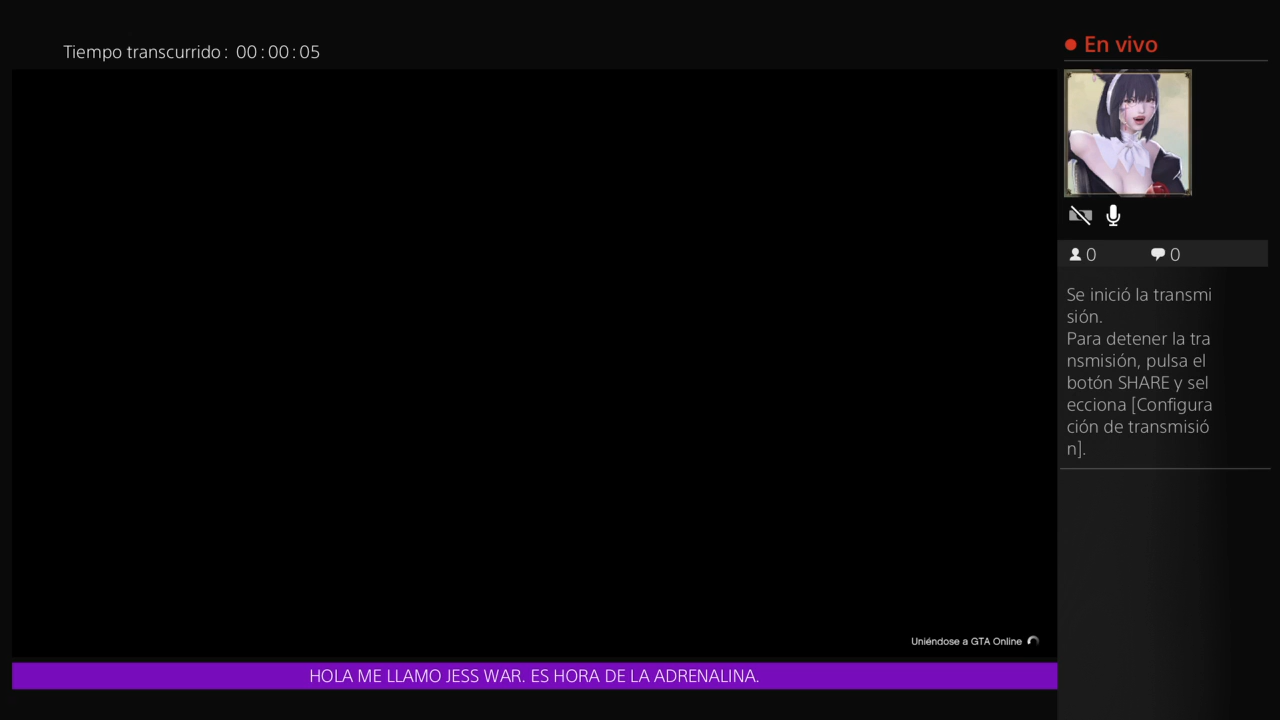 Tiempo transcurrido : 00 : 00 : 05
En vivo
0 0
Se inició la transmi
sión.
Para detener la tra
nsmisión, pulsa el
botón SHARE y sel
ecciona [Configura
ción de transmisió
n].
Uniéndose a GTA Online
HOLA ME LLAMO JESS WAR. ES HORA DE LA ADRENALINA.